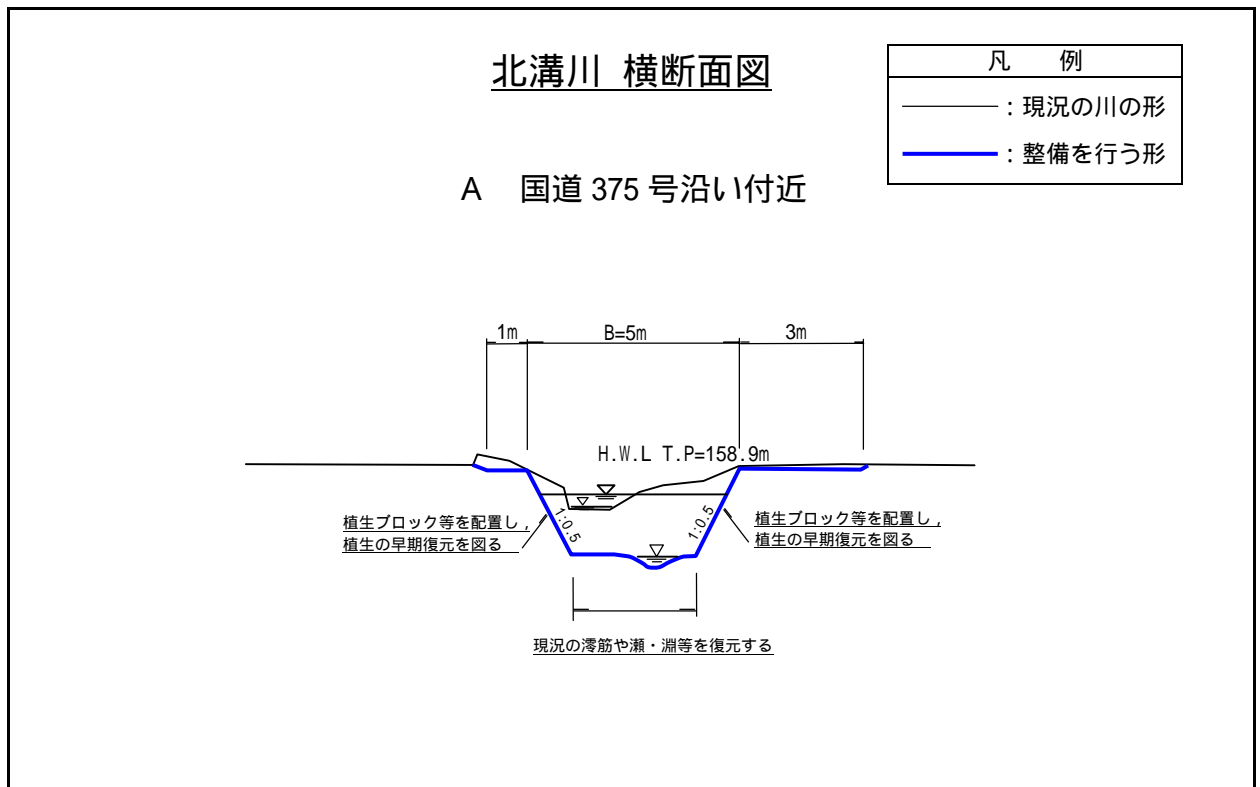 北溝川 横断面図
凡 例
：現況の川の形
：整備を行う形
A 国道 375 号沿い付近
1m
B=5m
3m
H.W.L T.P=158.9m
植生ブロック等を配置し，
植生の早期復元を図る
1:0.5
1:0.5
植生ブロック等を配置し，
植生の早期復元を図る
現況の澪筋や瀬・淵等を復元する